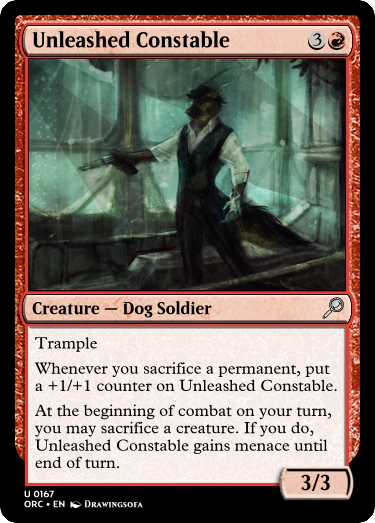 Unleashed Constable 3
Creature — Dog Soldier
Trample
Whenever you sacrifice a permanent, put
a +1/+1 counter on Unleashed Constable.
At the beginning of combat on your turn,
you may sacrifice a creature. If you do,
Unleashed Constable gains menace until
end of turn.
3/3
U 0167
ORC • EN Drawingsofa